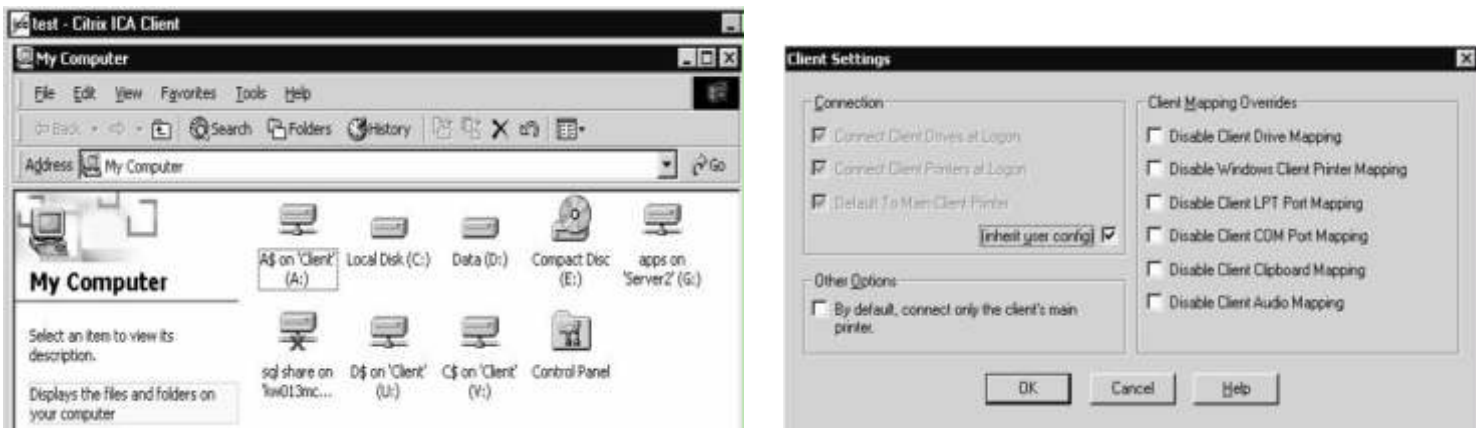 test - Citrix ICA Client
My Computer
File Edit View Favorites Tools Help
Back Search Folders History
Address My Computer Go
A$ on 'Client' (A:)
Local Disk (C:)
Data (D:)
Compact Disc (E:)
apps on 'Server2' (G:)
My Computer
Select an item to view its
description.
Displays the files and folders on
your computer
sql share on
D$ on 'Client' (U:)
C$ on 'Client' (V:)
Control Panel
Client Settings
Connection
Connect Client Drives at Logon
Connect Client Printers at Logon
Default To Main Client Printer
(inherit user config)
Other Options
By default, connect only the client's main
printer.
Client Mapping Overrides
Disable Client Drive Mapping
Disable Windows Client Printer Mapping
Disable Client LPT Port Mapping
Disable Client COM Port Mapping
Disable Client Clipboard Mapping
Disable Client Audio Mapping
OK Cancel Help